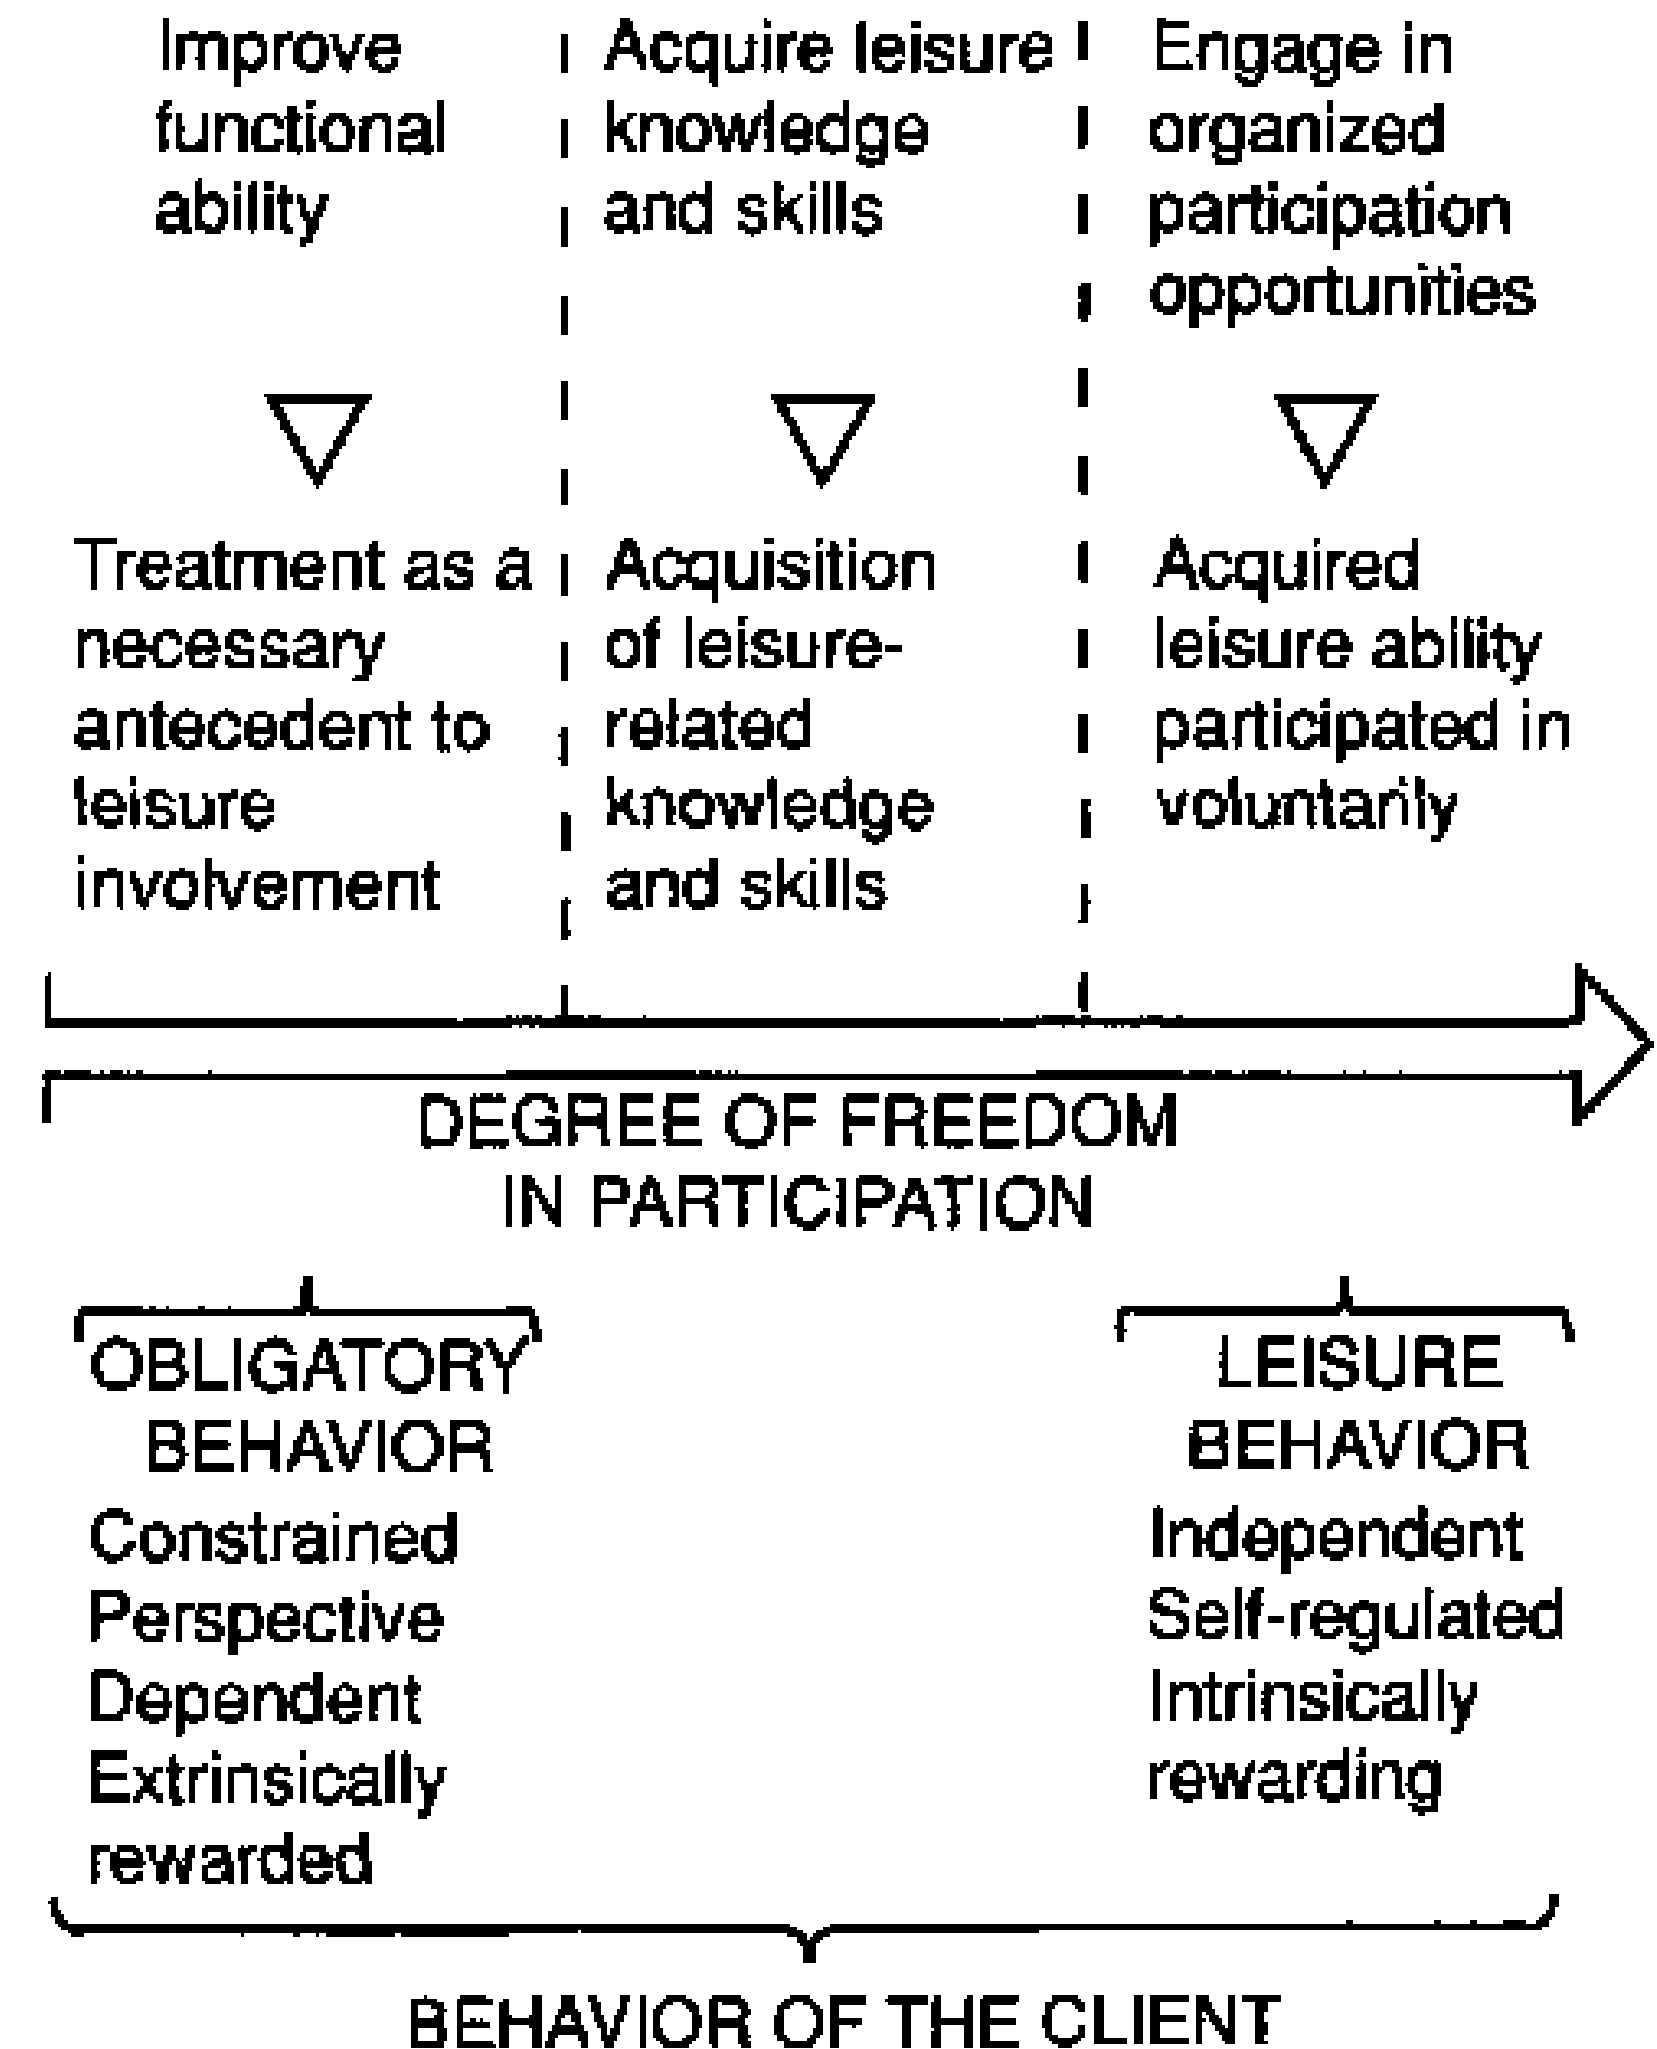 Improve
functional
ability
Acquire leisure
knowledge
and skills
Engage in
organized
participation
opportunities
Treatment as a
necessary
antecedent to
leisure
involvement
Acquisition
of leisure-
related
knowledge
and skills
Acquired
leisure ability
participated in
voluntarily
DEGREE OF FREEDOM
IN PARTICIPATION
OBLIGATORY
BEHAVIOR
Constrained
Perspective
Dependent
Extrinsically
rewarded
LEISURE
BEHAVIOR
Independent
Self-regulated
Intrinsically
rewarding
BEHAVIOR OF THE CLIENT